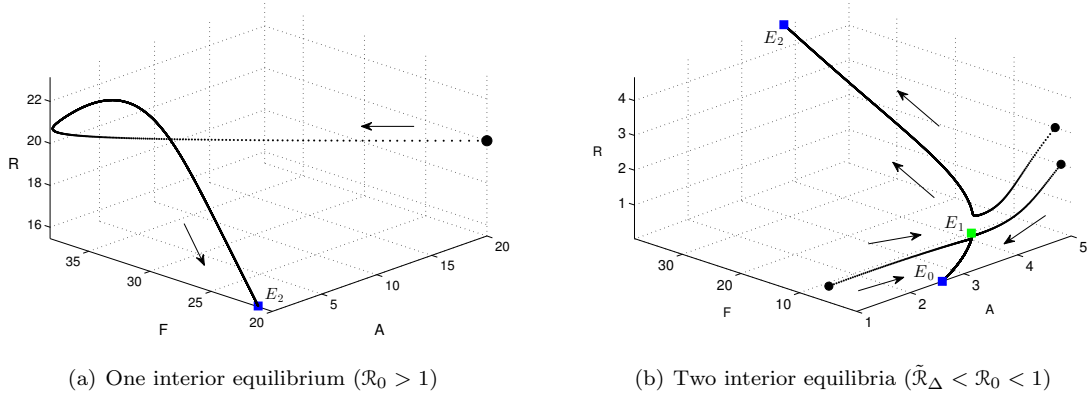 22
20
18
16
R
35
30
25
20
F
5
10
15
20
A
E₂
(a) One interior equilibrium (ℛ₀ > 1)
4
3
2
1
R
30
20
10
F
1
2
3
4
5
A
E₂
E₁
E₀
(b) Two interior equilibria (ℛ̃_Δ < ℛ₀ < 1)